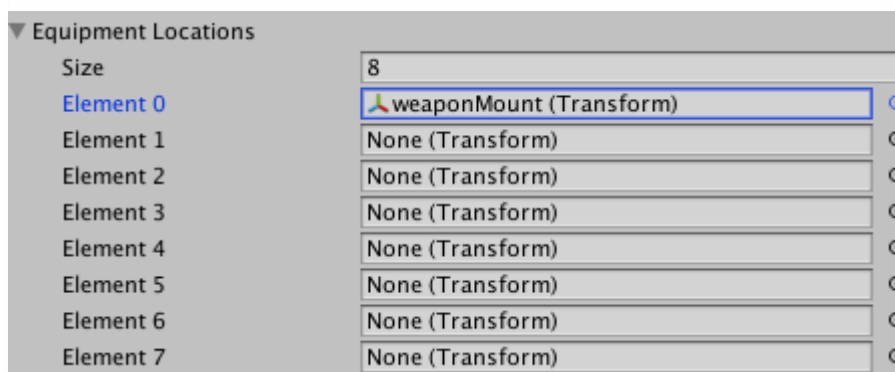 Equipment Locations
Size 8
Element 0 weaponMount (Transform)
Element 1 None (Transform)
Element 2 None (Transform)
Element 3 None (Transform)
Element 4 None (Transform)
Element 5 None (Transform)
Element 6 None (Transform)
Element 7 None (Transform)